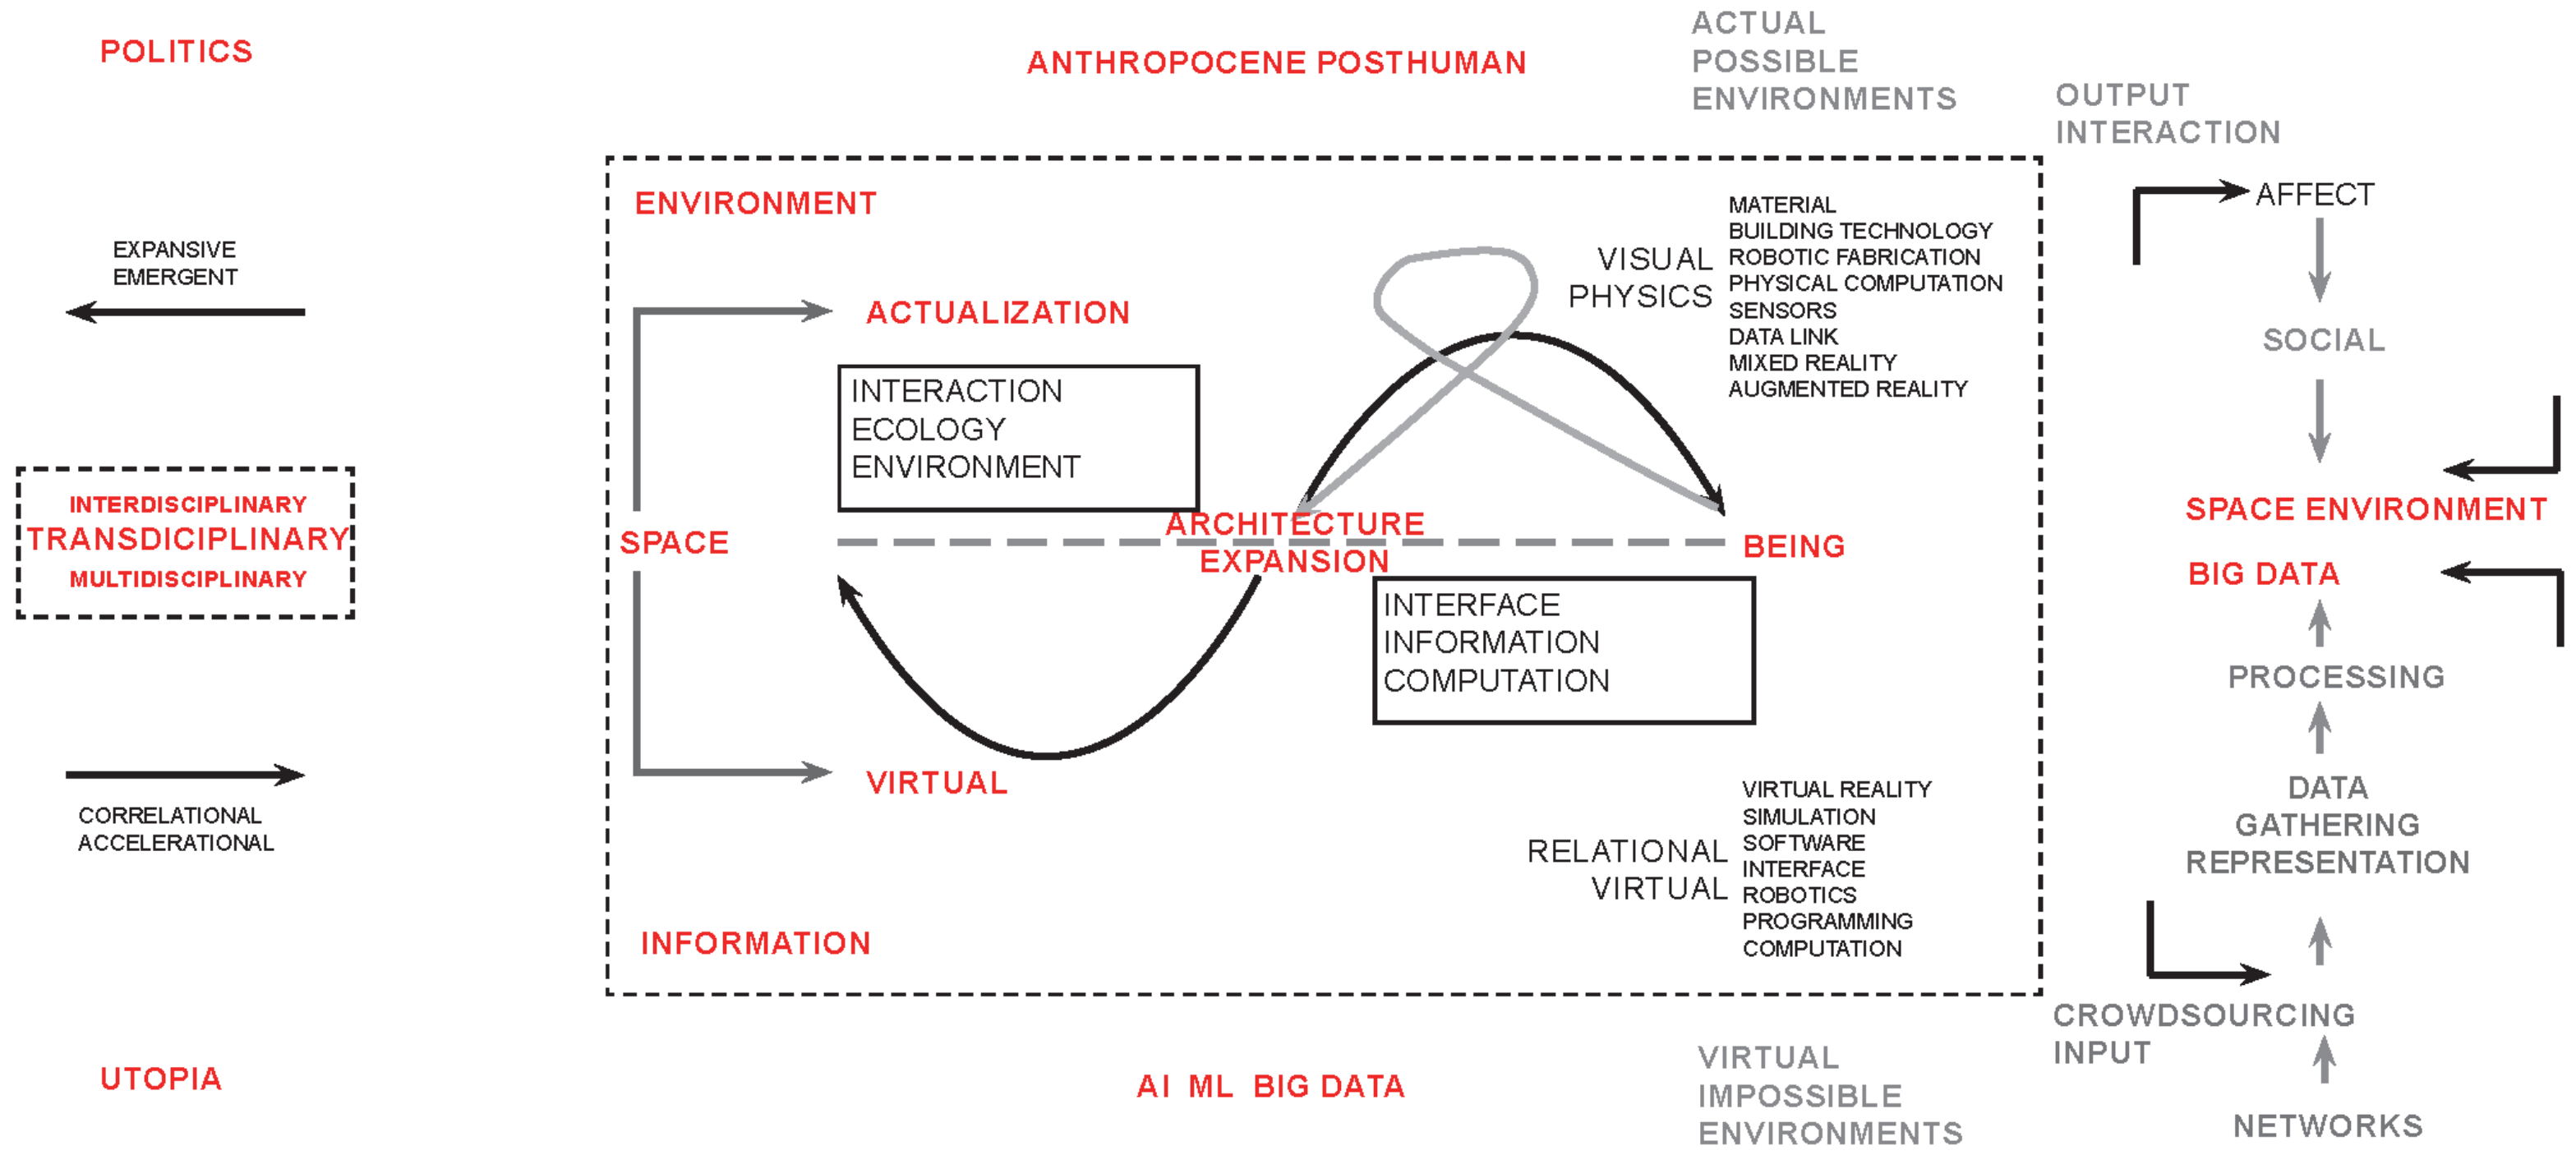 POLITICS
EXPANSIVE
EMERGENT
INTERDISCIPLINARY
TRANSDICIPLINARY
MULTIDISCIPLINARY
CORRELATIONAL
ACCELERATIONAL
UTOPIA
ANTHROPOCENE POSTHUMAN
ACTUAL
POSSIBLE
ENVIRONMENTS
ENVIRONMENT
ACTUALIZATION
INTERACTION
ECOLOGY
ENVIRONMENT
SPACE
ARCHITECTURE
EXPANSION
BEING
VISUAL
PHYSICS
MATERIAL
BUILDING TECHNOLOGY
ROBOTIC FABRICATION
PHYSICAL COMPUTATION
SENSORS
DATA LINK
MIXED REALITY
AUGMENTED REALITY
INTERFACE
INFORMATION
COMPUTATION
VIRTUAL
RELATIONAL
VIRTUAL
VIRTUAL REALITY
SIMULATION
SOFTWARE
INTERFACE
ROBOTICS
PROGRAMMING
COMPUTATION
INFORMATION
AI ML BIG DATA
VIRTUAL
IMPOSSIBLE
ENVIRONMENTS
OUTPUT
INTERACTION
AFFECT
SOCIAL
SPACE ENVIRONMENT
BIG DATA
PROCESSING
DATA
GATHERING
REPRESENTATION
CROWDSOURCING
INPUT
NETWORKS